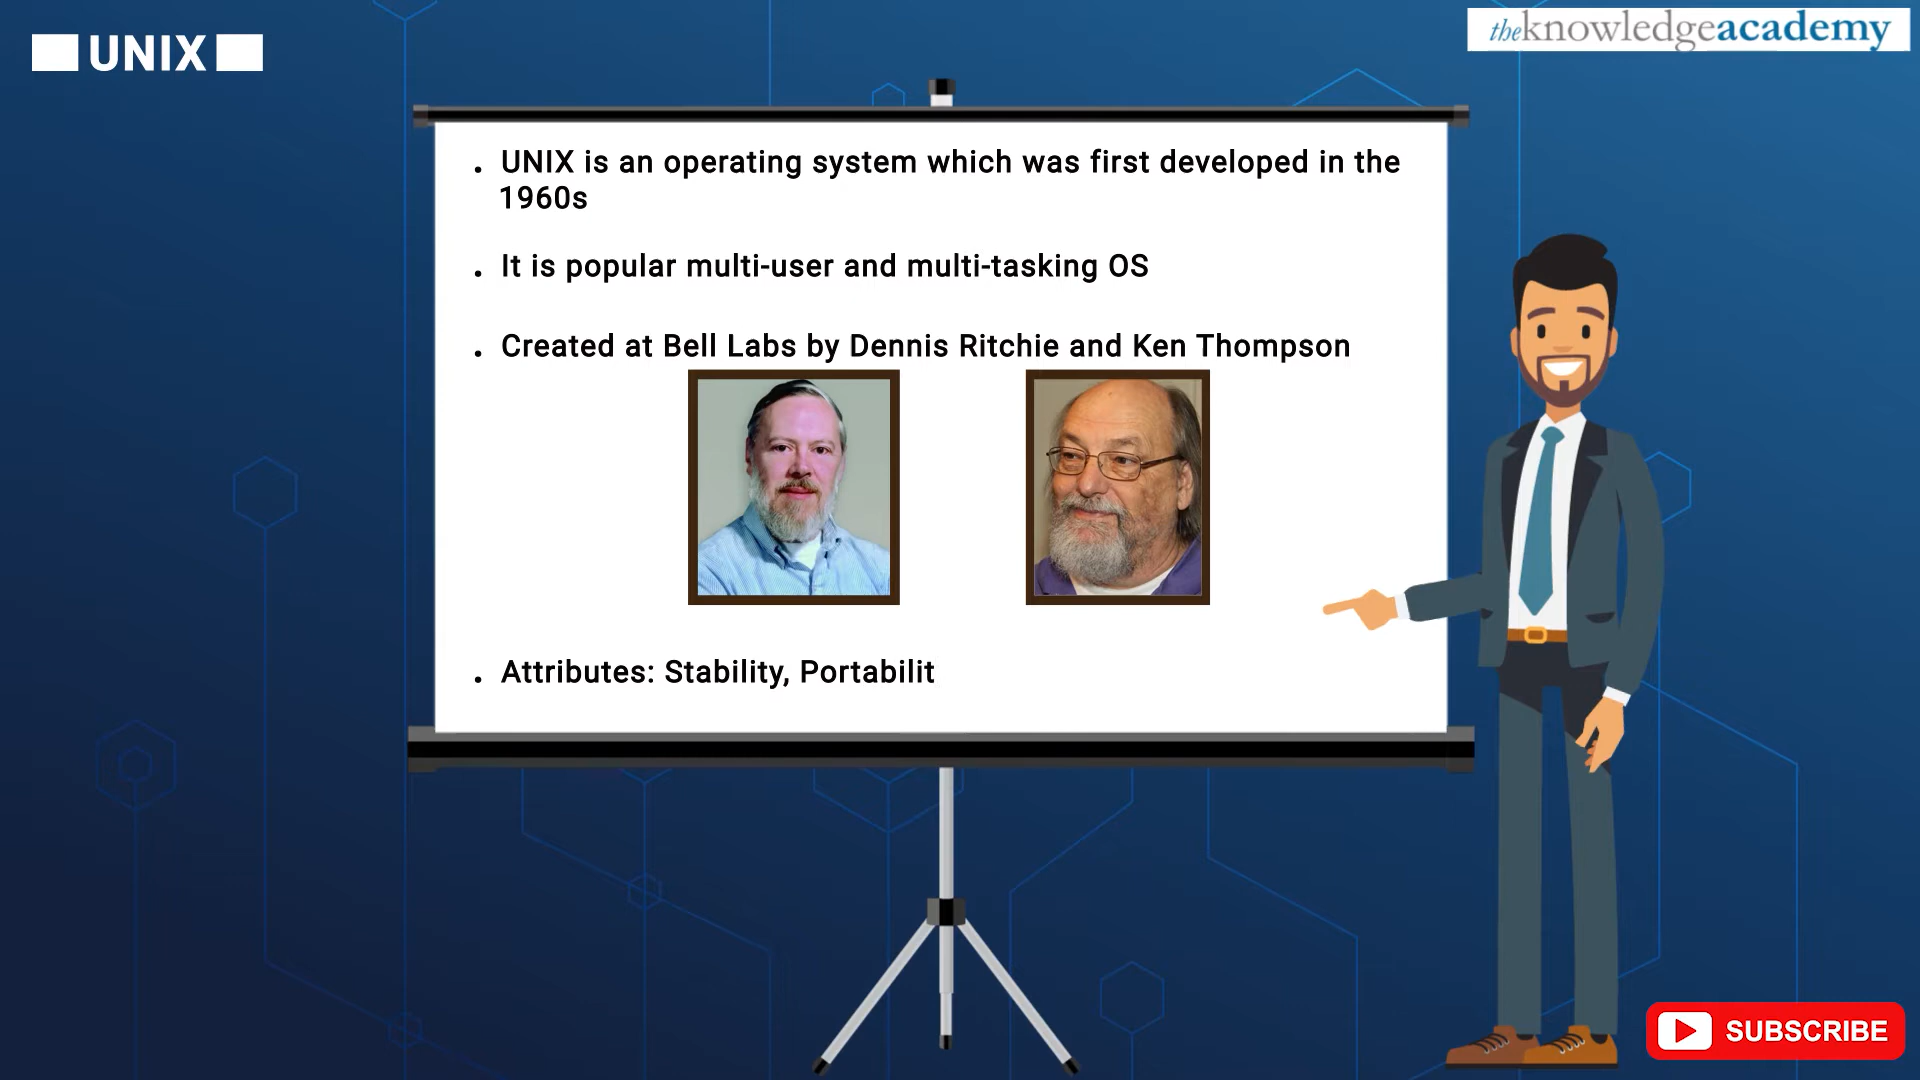 UNIX
theknowledgeacademy
. UNIX is an operating system which was first developed in the
1960s
. It is popular multi-user and multi-tasking OS
. Created at Bell Labs by Dennis Ritchie and Ken Thompson
. Attributes: Stability, Portabilit
SUBSCRIBE